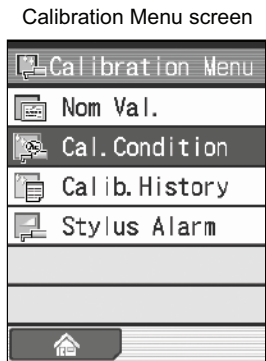 Calibration Menu screen
Calibration Menu
Nom Val.
Cal.Condition
Calib.History
Stylus Alarm